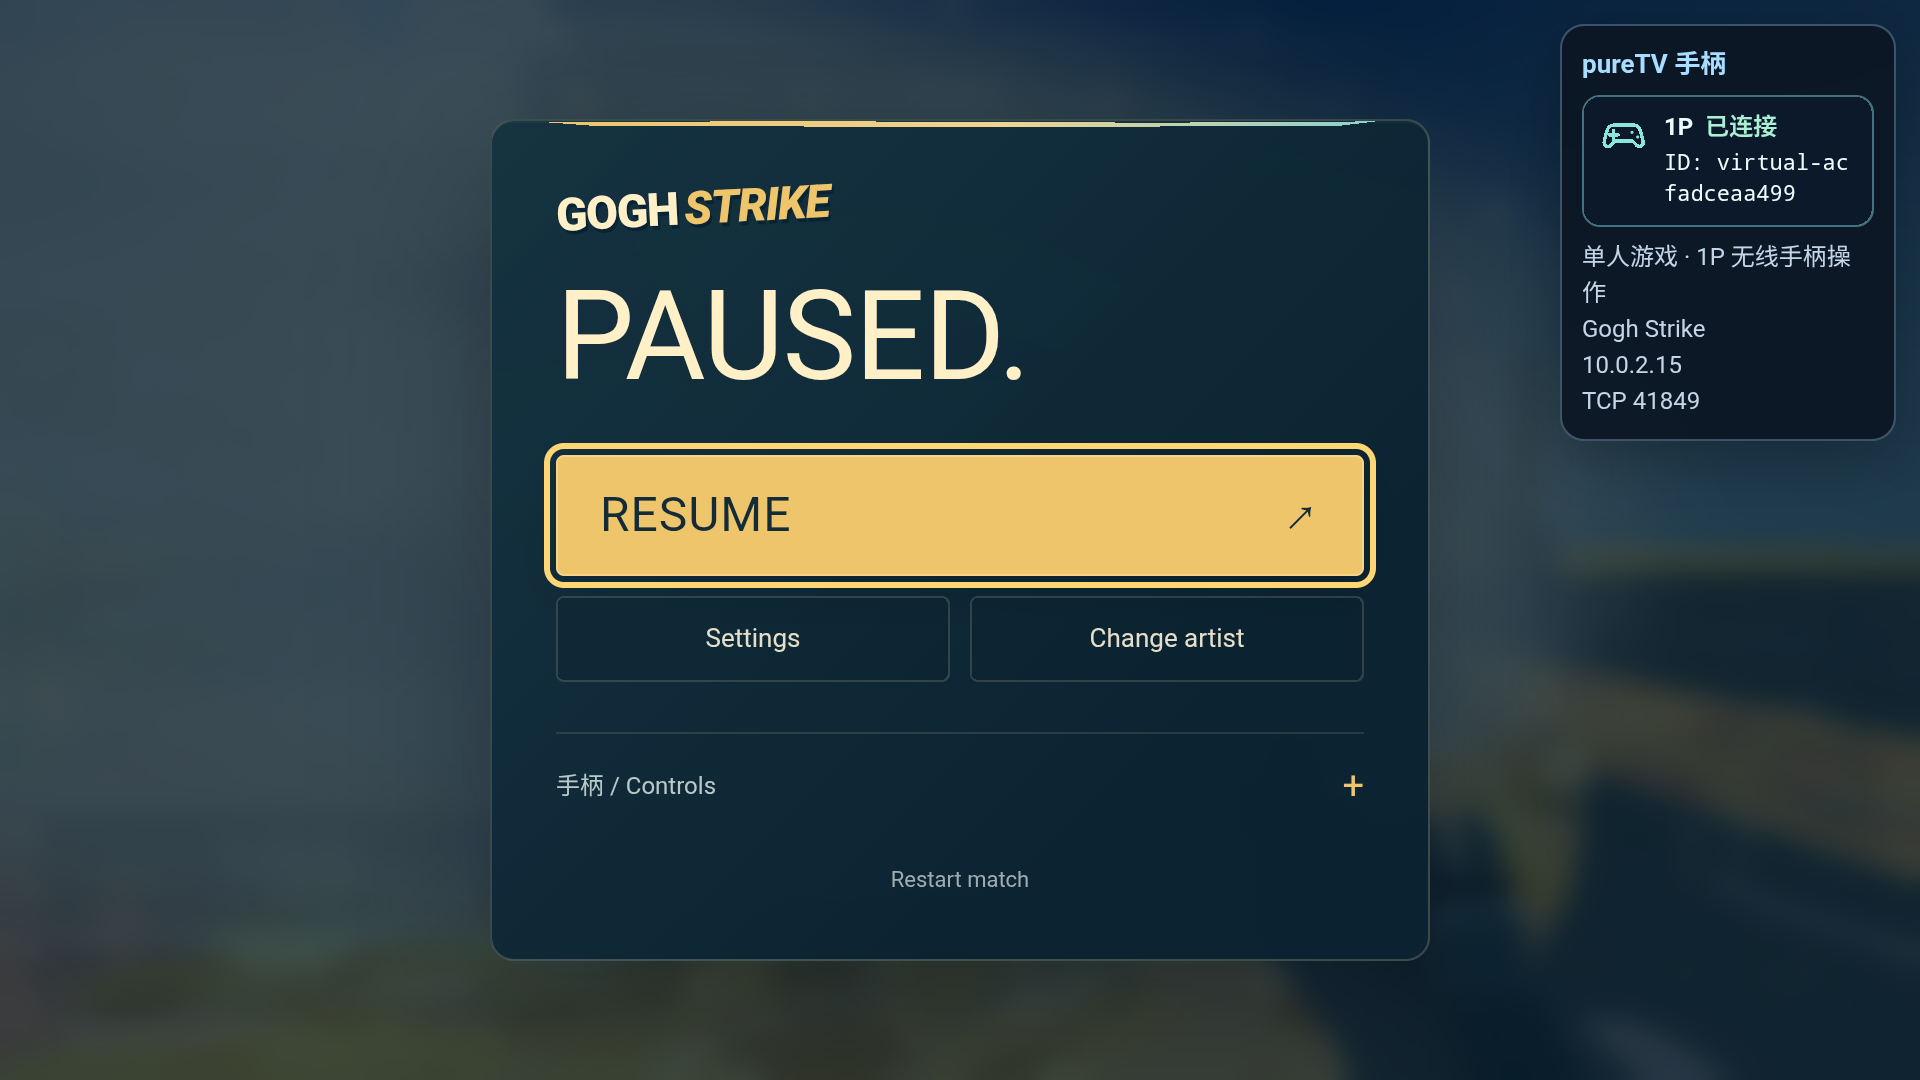 GOGH STRIKE
PAUSED.
RESUME ↗
Settings
Change artist
手柄 / Controls +
Restart match
pureTV 手柄
1P 已连接
ID: virtual-ac
fadceaa499
单人游戏 · 1P 无线手柄操
作
Gogh Strike
10.0.2.15
TCP 41849